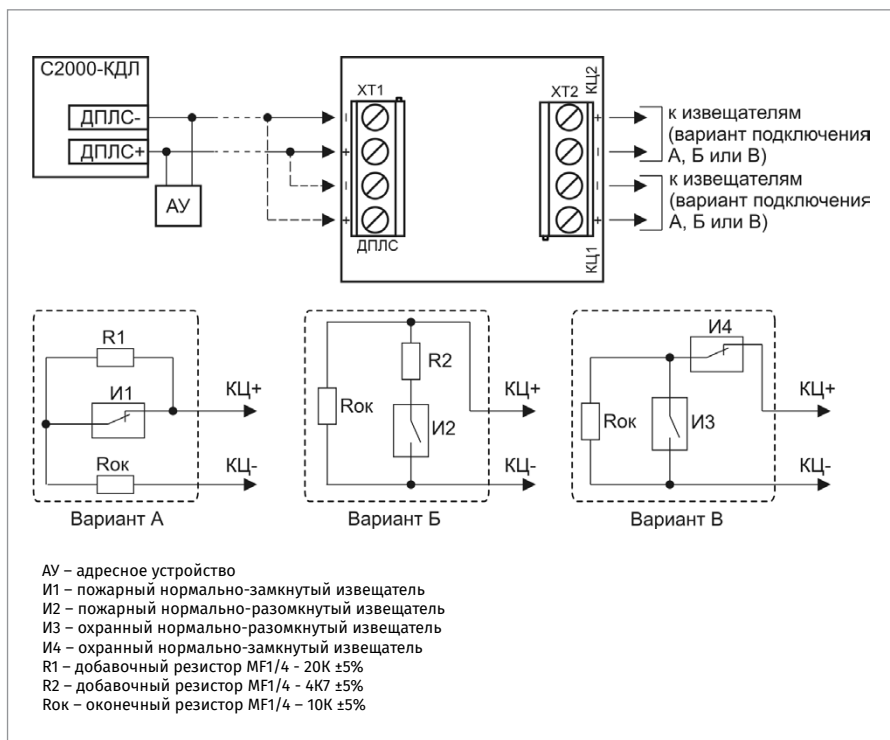 С2000-КДЛ
ДПЛС-
ДПЛС+
АУ
XT1
–
+
–
+
ДПЛС
XT2
КЦ2
+
–
–
+
КЦ1
к извещателям
(вариант подключения
А, Б или В)
к извещателям
(вариант подключения
А, Б или В)
R1
И1
Rок
КЦ+
КЦ-
Вариант А
Rок
R2
И2
КЦ+
КЦ-
Вариант Б
И4
Rок
И3
КЦ+
КЦ-
Вариант В
АУ – адресное устройство
И1 – пожарный нормально-замкнутый извещатель
И2 – пожарный нормально-разомкнутый извещатель
И3 – охранный нормально-разомкнутый извещатель
И4 – охранный нормально-замкнутый извещатель
R1 – добавочный резистор MF1/4 - 20К ±5%
R2 – добавочный резистор MF1/4 - 4К7 ±5%
Rок – оконечный резистор MF1/4 – 10К ±5%